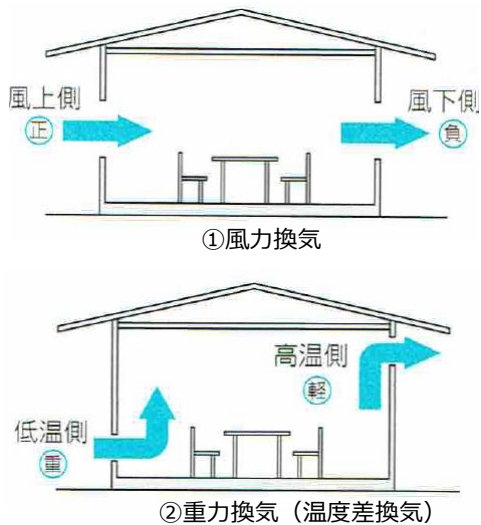 風上側
正
風下側
負
①風力換気
高温側
軽
低温側
重
②重力換気（温度差換気）